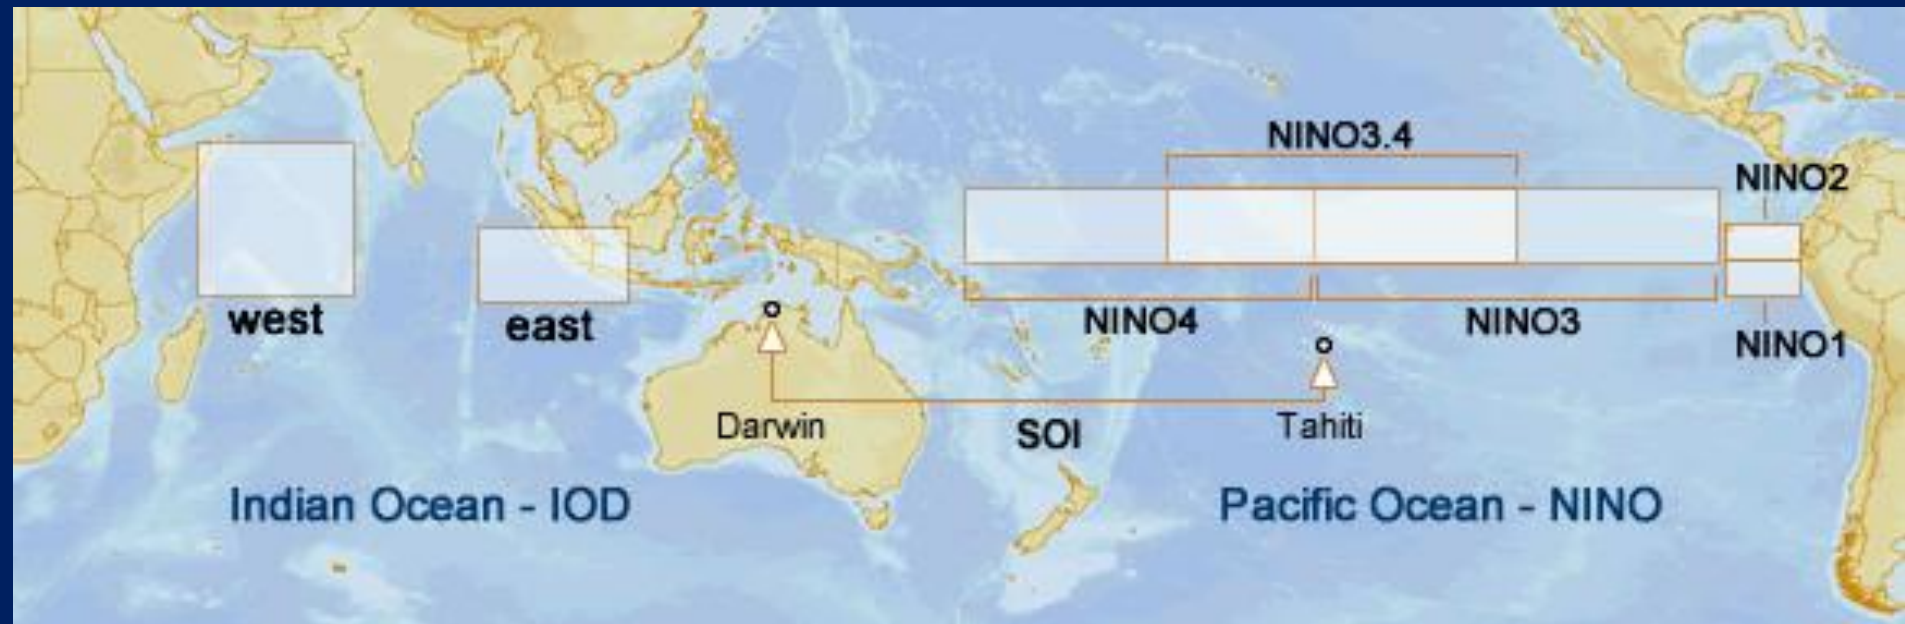 NINO3.4
NINO2
west
east
NINO4
NINO3
NINO1
Darwin
SOI
Tahiti
Indian Ocean - IOD
Pacific Ocean - NINO